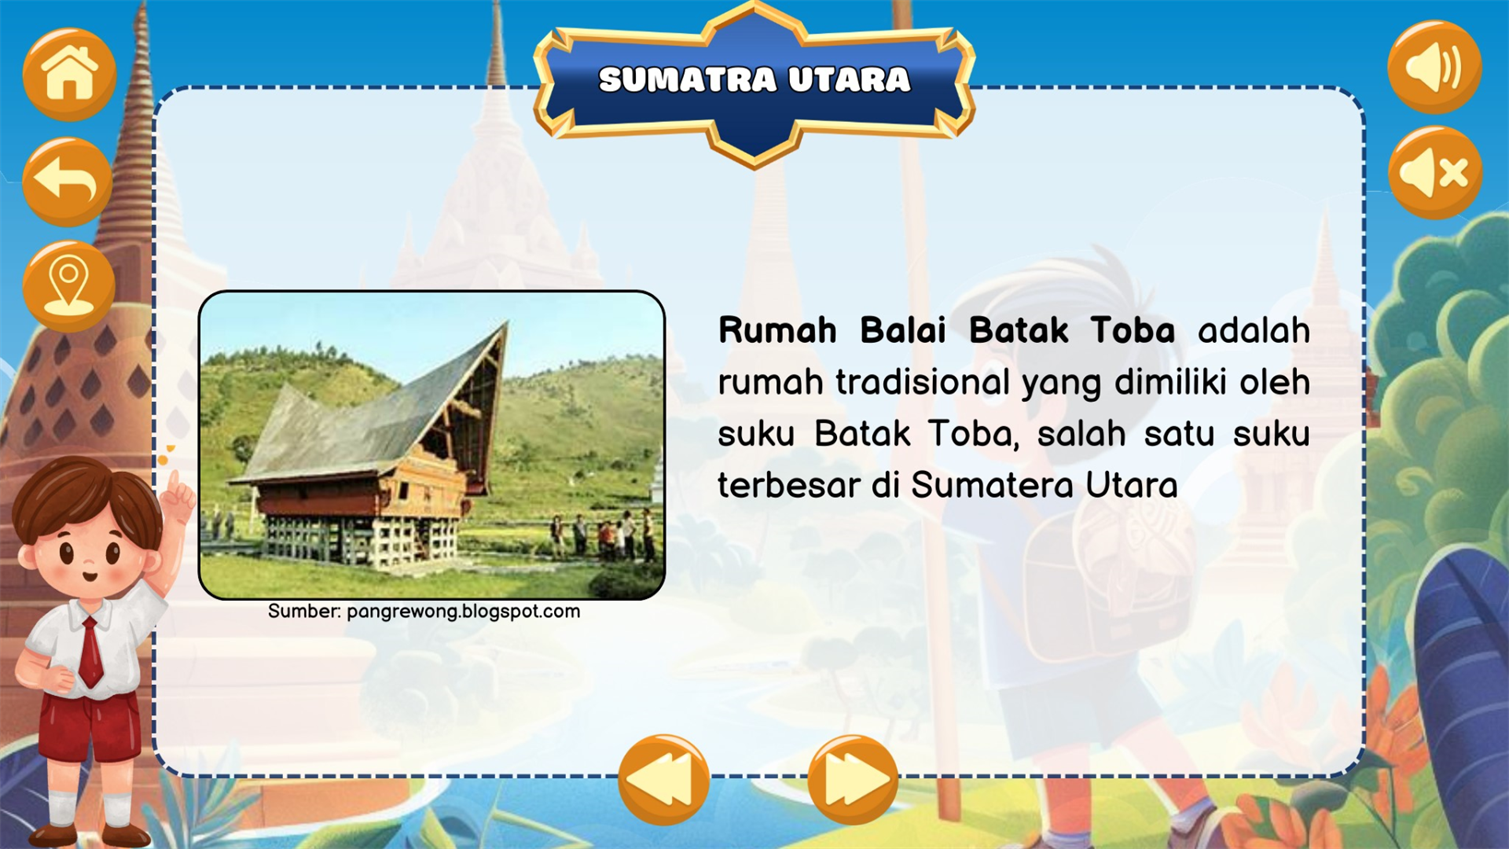 SUMATRA UTARA
Rumah Balai Batak Toba adalah
rumah tradisional yang dimiliki oleh
suku Batak Toba, salah satu suku
terbesar di Sumatera Utara
Sumber: pangrewong.blogspot.com